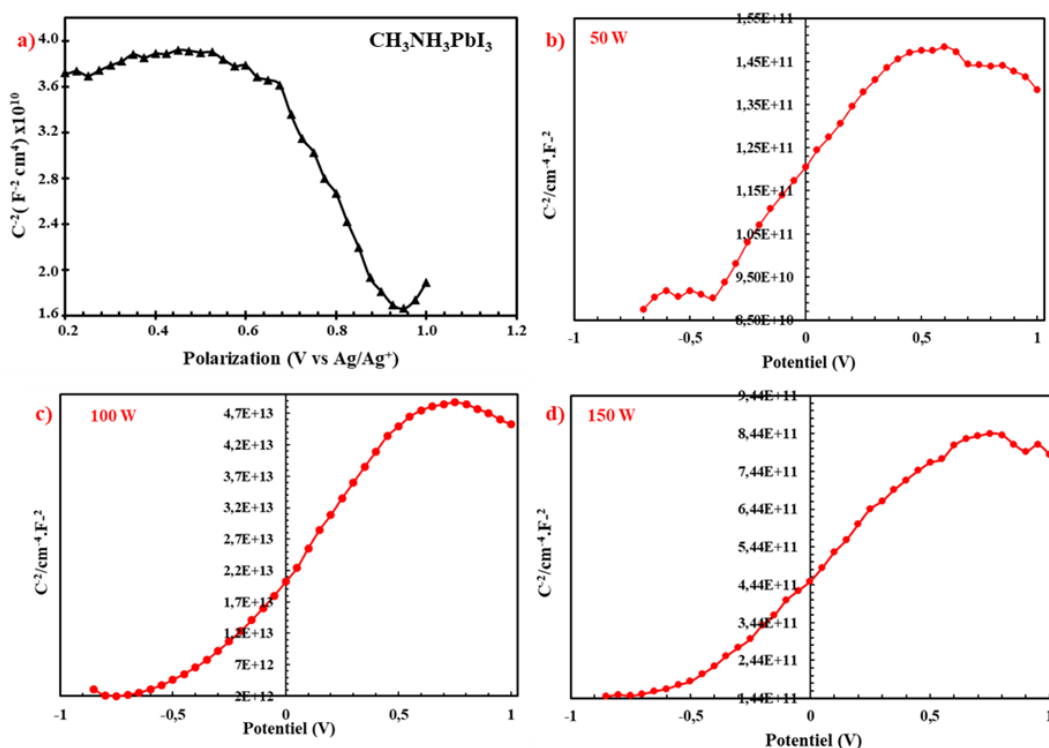 a)
CH₃NH₃PbI₃
4.0
3.6
3.2
2.8
2.4
2.0
1.6
C⁻²( F⁻² cm⁴) x10¹⁰
0.2
0.4
0.6
0.8
1.0
1.2
Polarization (V vs Ag/Ag⁺)
b)
50 W
1,55E+11
1,45E+11
1,35E+11
1,25E+11
1,15E+11
1,05E+11
9,50E+10
8,50E+10
C⁻²/cm⁻⁴.F⁻²
-1
-0,5
0
0,5
1
Potentiel (V)
c)
100 W
4,7E+13
4,2E+13
3,7E+13
3,2E+13
2,7E+13
2,2E+13
1,7E+13
1,2E+13
7E+12
2E+12
C⁻²/cm⁻⁴.F⁻²
-1
-0,5
0
0,5
1
Potentiel (V)
d)
150 W
9,44E+11
8,44E+11
7,44E+11
6,44E+11
5,44E+11
4,44E+11
3,44E+11
2,44E+11
1,44E+11
C⁻²/cm⁻⁴.F⁻²
-1
-0,5
0
0,5
1
Potentiel (V)